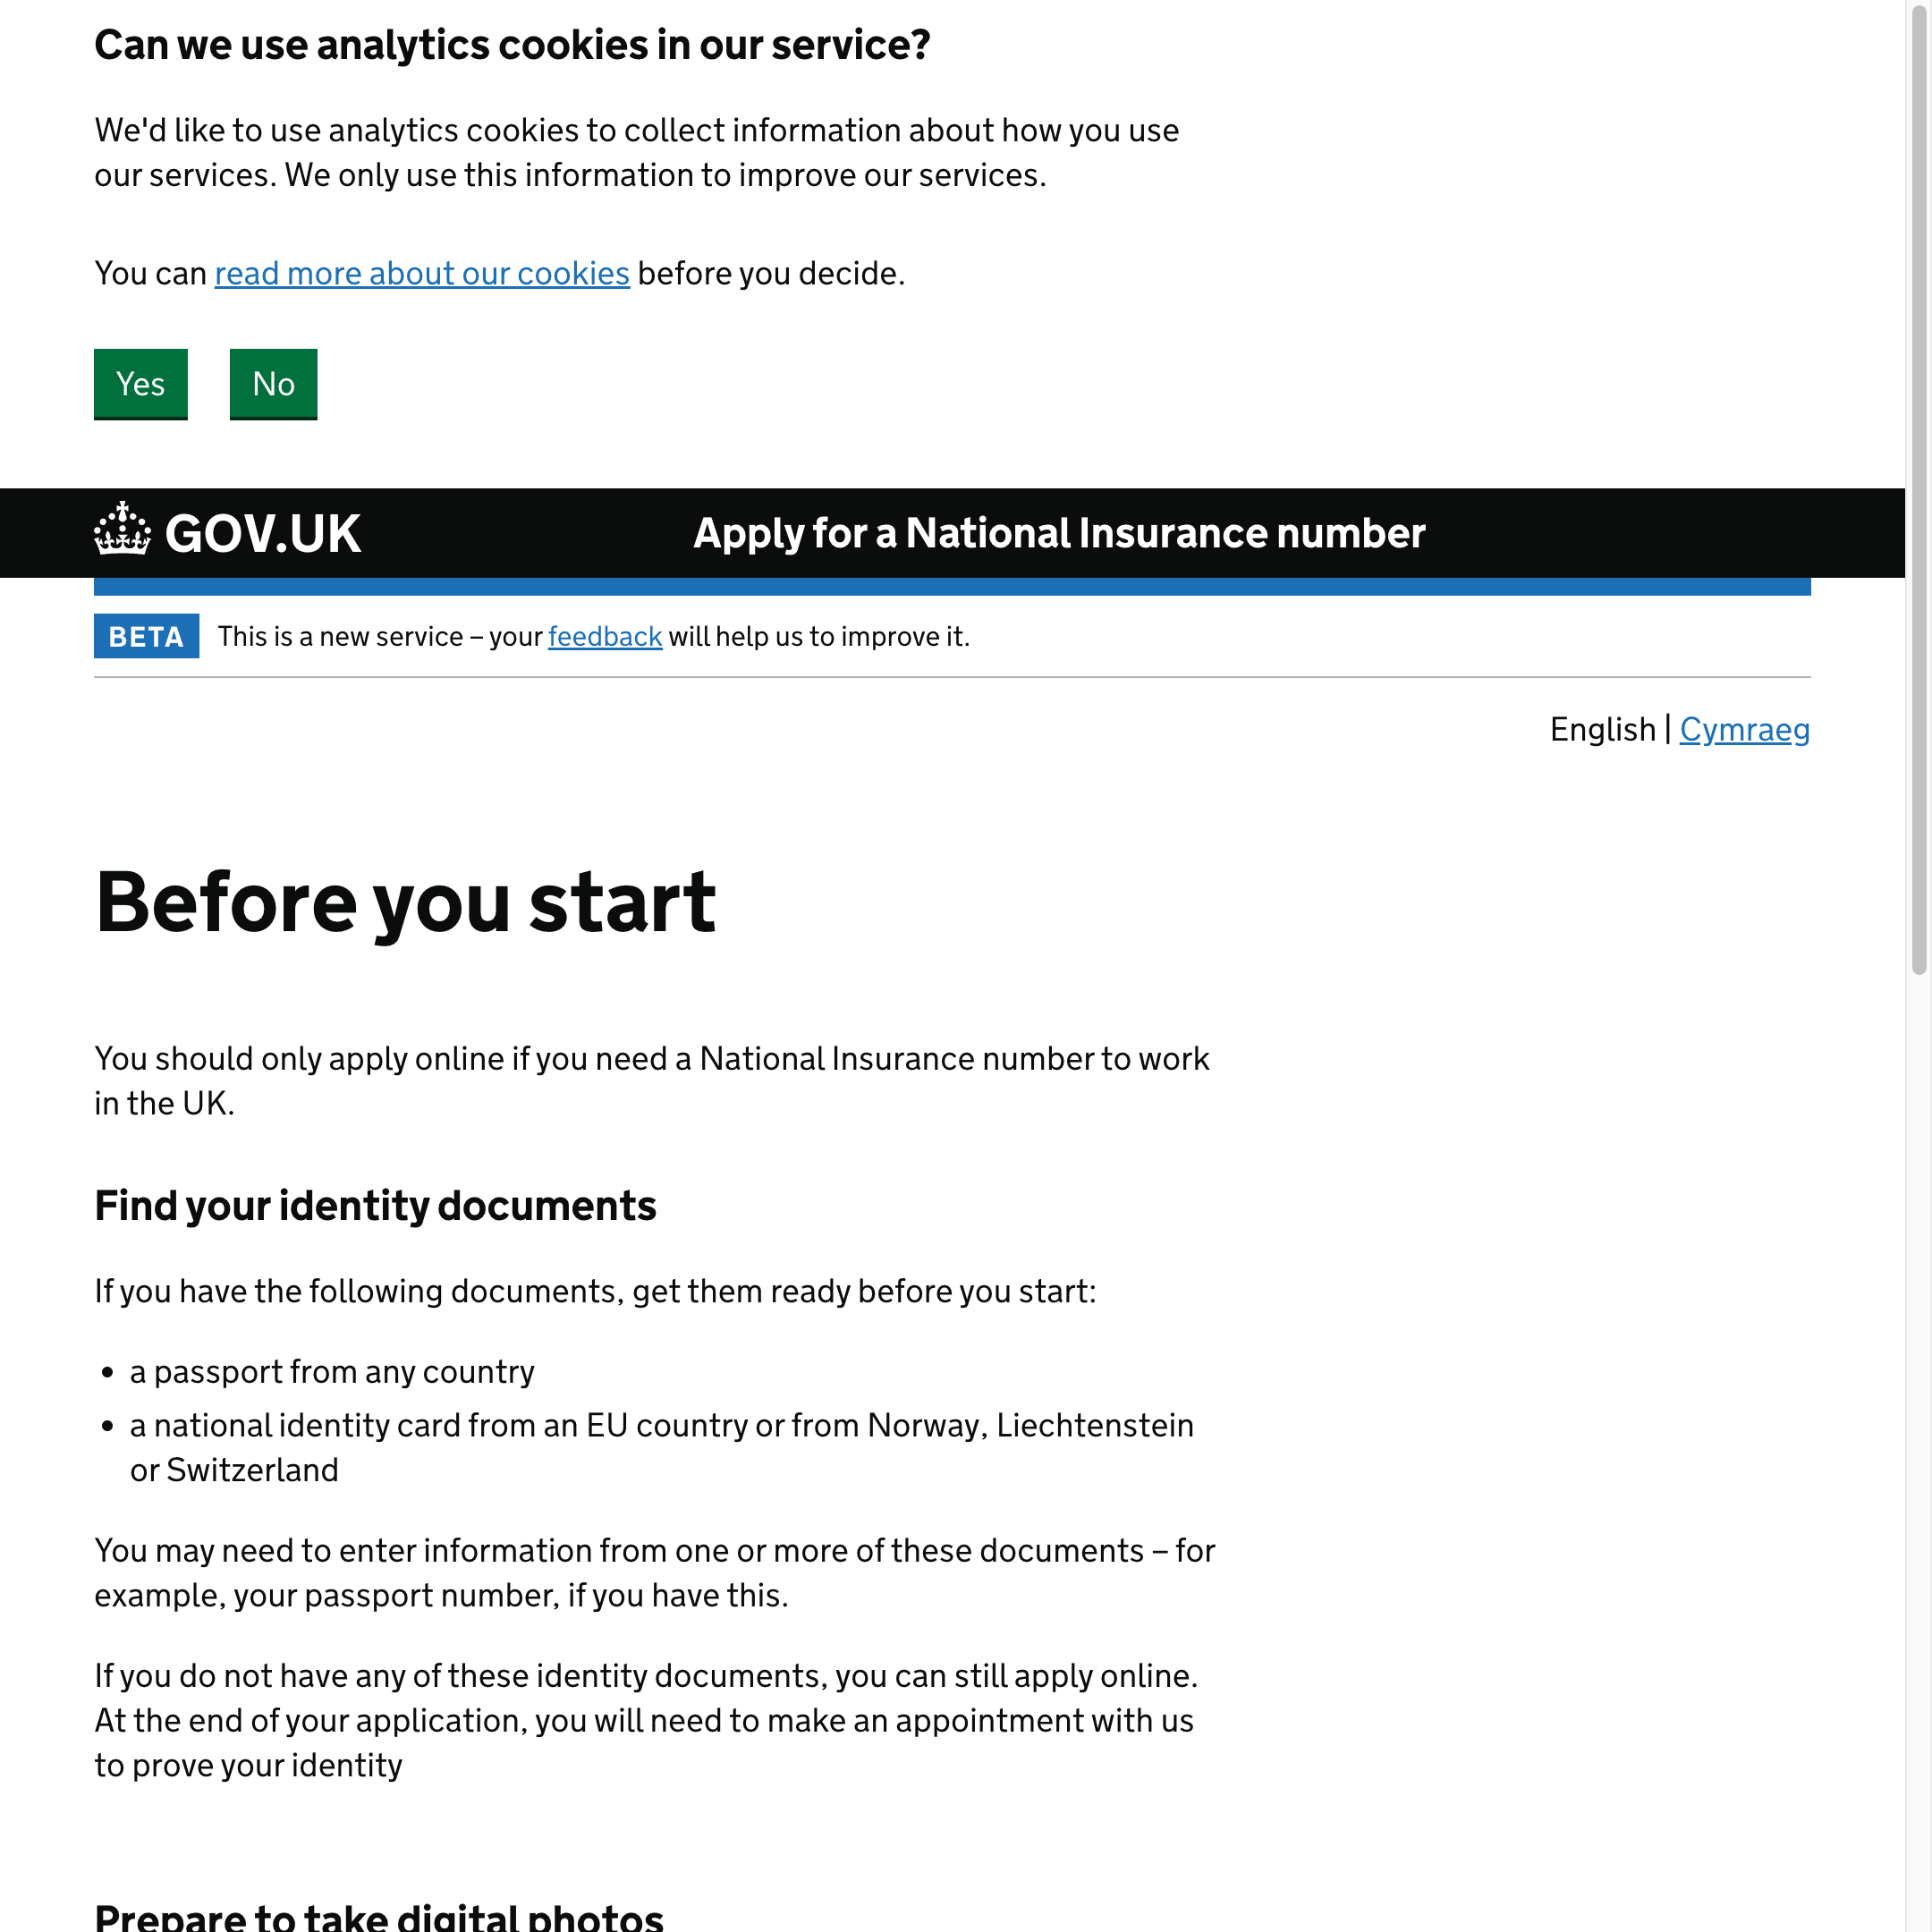 Can we use analytics cookies in our service?
We'd like to use analytics cookies to collect information about how you use
our services. We only use this information to improve our services.
You can read more about our cookies before you decide.
Yes No
GOV.UK Apply for a National Insurance number
BETA This is a new service – your feedback will help us to improve it.
English | Cymraeg
Before you start
You should only apply online if you need a National Insurance number to work
in the UK.
Find your identity documents
If you have the following documents, get them ready before you start:
• a passport from any country
• a national identity card from an EU country or from Norway, Liechtenstein
or Switzerland
You may need to enter information from one or more of these documents – for
example, your passport number, if you have this.
If you do not have any of these identity documents, you can still apply online.
At the end of your application, you will need to make an appointment with us
to prove your identity
Prepare to take digital photos